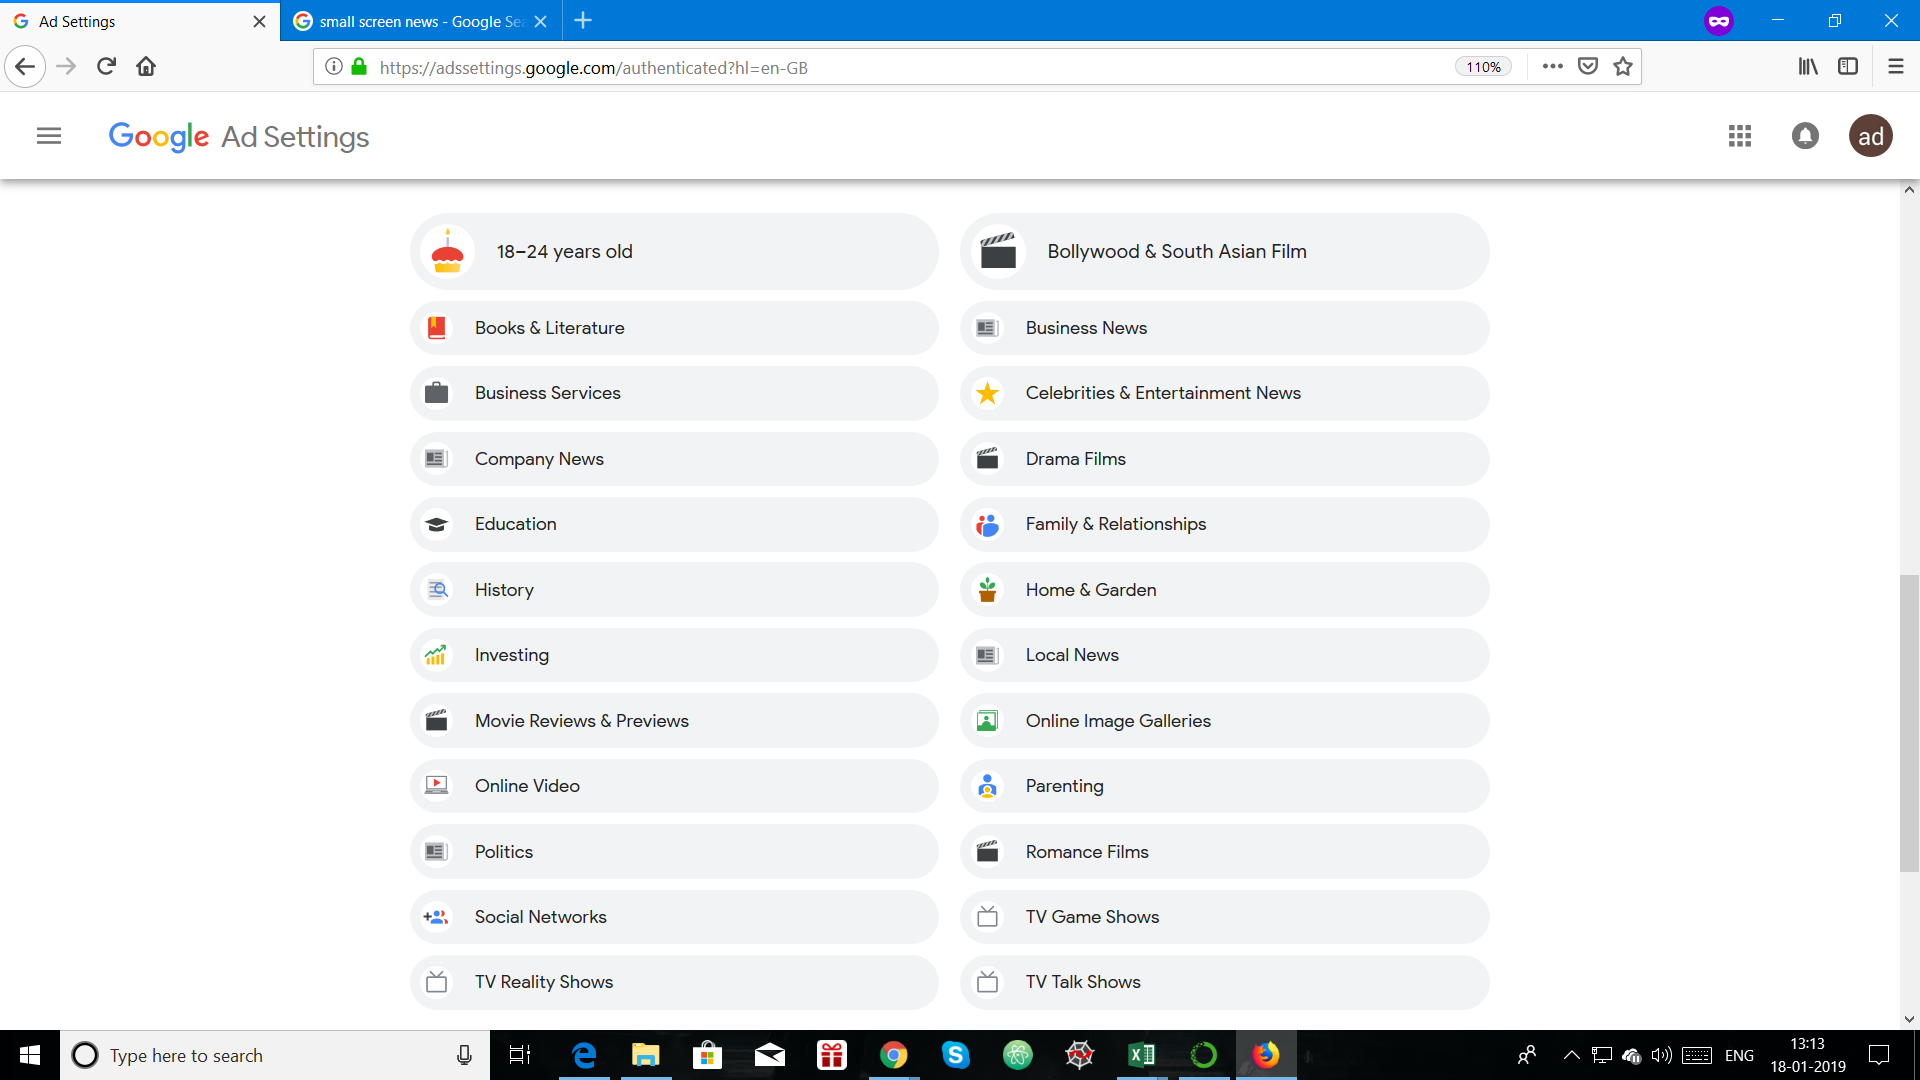 Ad Settings
small screen news - Google Sea
https://adssettings.google.com/authenticated?hl=en-GB
110%
Google Ad Settings
ad
18–24 years old
Bollywood & South Asian Film
Books & Literature
Business News
Business Services
Celebrities & Entertainment News
Company News
Drama Films
Education
Family & Relationships
History
Home & Garden
Investing
Local News
Movie Reviews & Previews
Online Image Galleries
Online Video
Parenting
Politics
Romance Films
Social Networks
TV Game Shows
TV Reality Shows
TV Talk Shows
Type here to search
ENG
13:13
18-01-2019